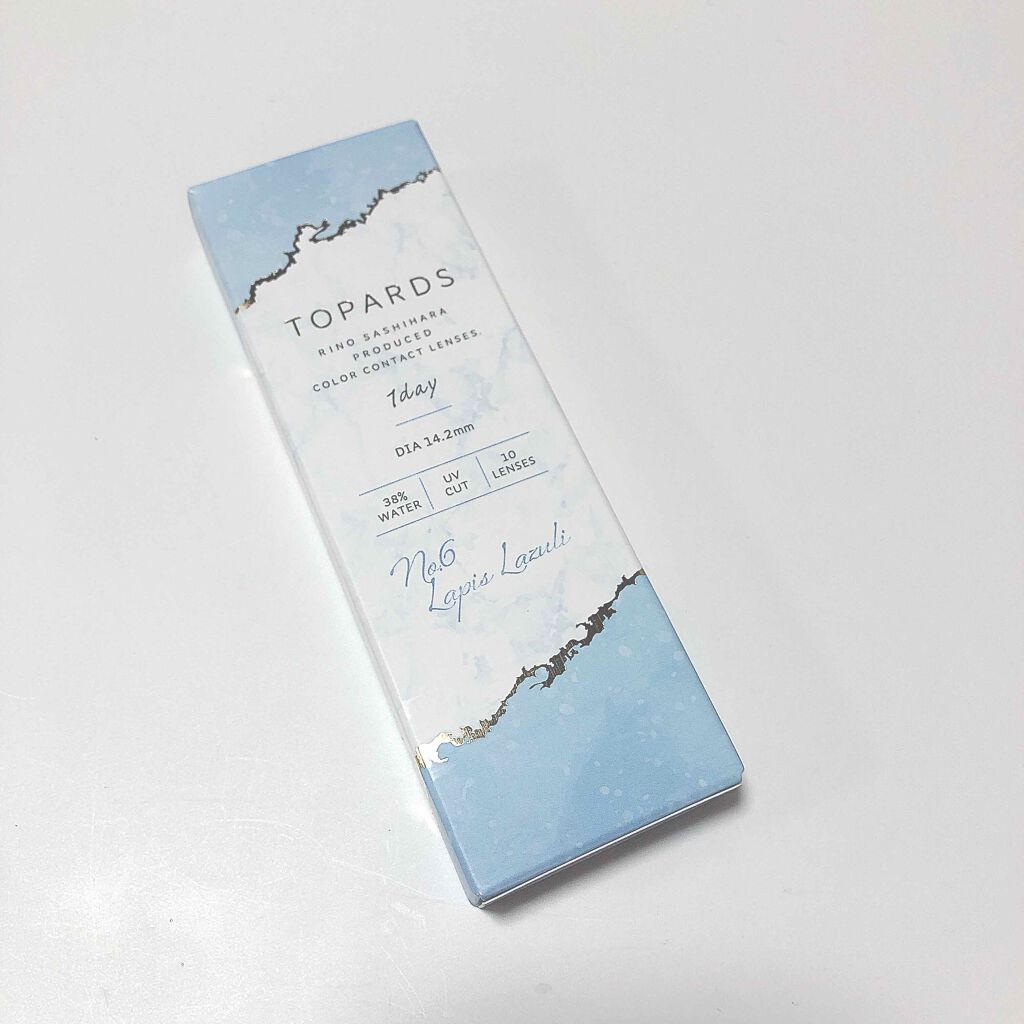 TOPARDS
RINO SASHIHARA
PRODUCED
COLOR CONTACT LENSES.
1day
DIA 14.2mm
38%
WATER
UV
CUT
10
LENSES
No.6
Lapis Lazuli